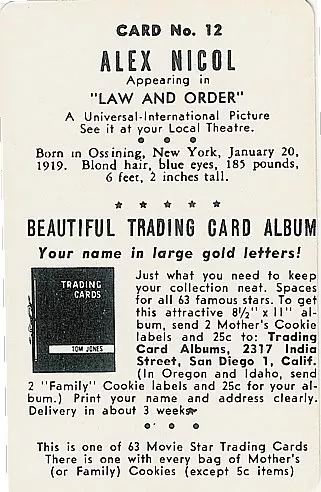 CARD No. 12
ALEX NICOL
Appearing in
"LAW AND ORDER"
A Universal-International Picture
See it at your Local Theatre.
Born in Ossining, New York, January 20,
1919. Blond hair, blue eyes, 185 pounds,
6 feet, 2 inches tall.
BEAUTIFUL TRADING CARD ALBUM
Your name in large gold letters!
TRADING
CARDS
TOM JONES
Just what you need to keep
your collection neat. Spaces
for all 63 famous stars. To get
this attractive 8½" x 11" al-
bum, send 2 Mother's Cookie
labels and 25c to: Trading
Card Albums, 2317 India
Street, San Diego 1, Calif.
(In Oregon and Idaho, send
2 "Family" Cookie labels and 25c for your al-
bum.) Print your name and address clearly.
Delivery in about 3 weeks.
This is one of 63 Movie Star Trading Cards
There is one with every bag of Mother's
(or Family) Cookies (except 5c items)